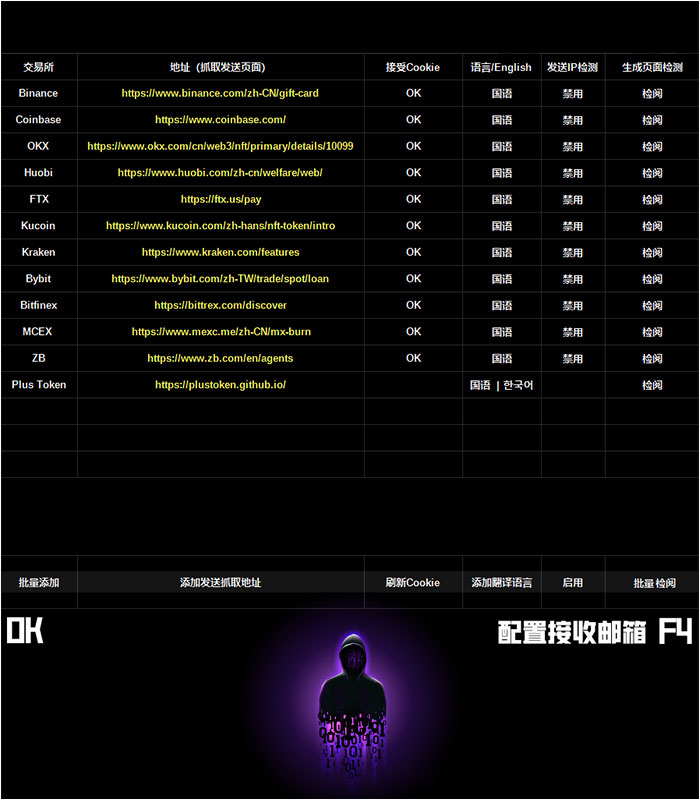 交易所 地址（抓取发送页面） 接受Cookie 语言/English 发送IP检测 生成页面检测
Binance https://www.binance.com/zh-CN/gift-card OK 国语 禁用 检阅
Coinbase https://www.coinbase.com/ OK 国语 禁用 检阅
OKX https://www.okx.com/cn/web3/nft/primary/details/10099 OK 国语 禁用 检阅
Huobi https://www.huobi.com/zh-cn/welfare/web/ OK 国语 禁用 检阅
FTX https://ftx.us/pay OK 国语 禁用 检阅
Kucoin https://www.kucoin.com/zh-hans/nft-token/intro OK 国语 禁用 检阅
Kraken https://www.kraken.com/features OK 国语 禁用 检阅
Bybit https://www.bybit.com/zh-TW/trade/spot/loan OK 国语 禁用 检阅
Bitfinex https://bittrex.com/discover OK 国语 禁用 检阅
MCEX https://www.mexc.me/zh-CN/mx-burn OK 国语 禁用 检阅
ZB https://www.zb.com/en/agents OK 国语 禁用 检阅
Plus Token https://plustoken.github.io/ 国语 | 한국어 检阅
批量添加 添加发送抓取地址 刷新Cookie 添加翻译语言 启用 批量检阅
OK 配置接收邮箱 F4